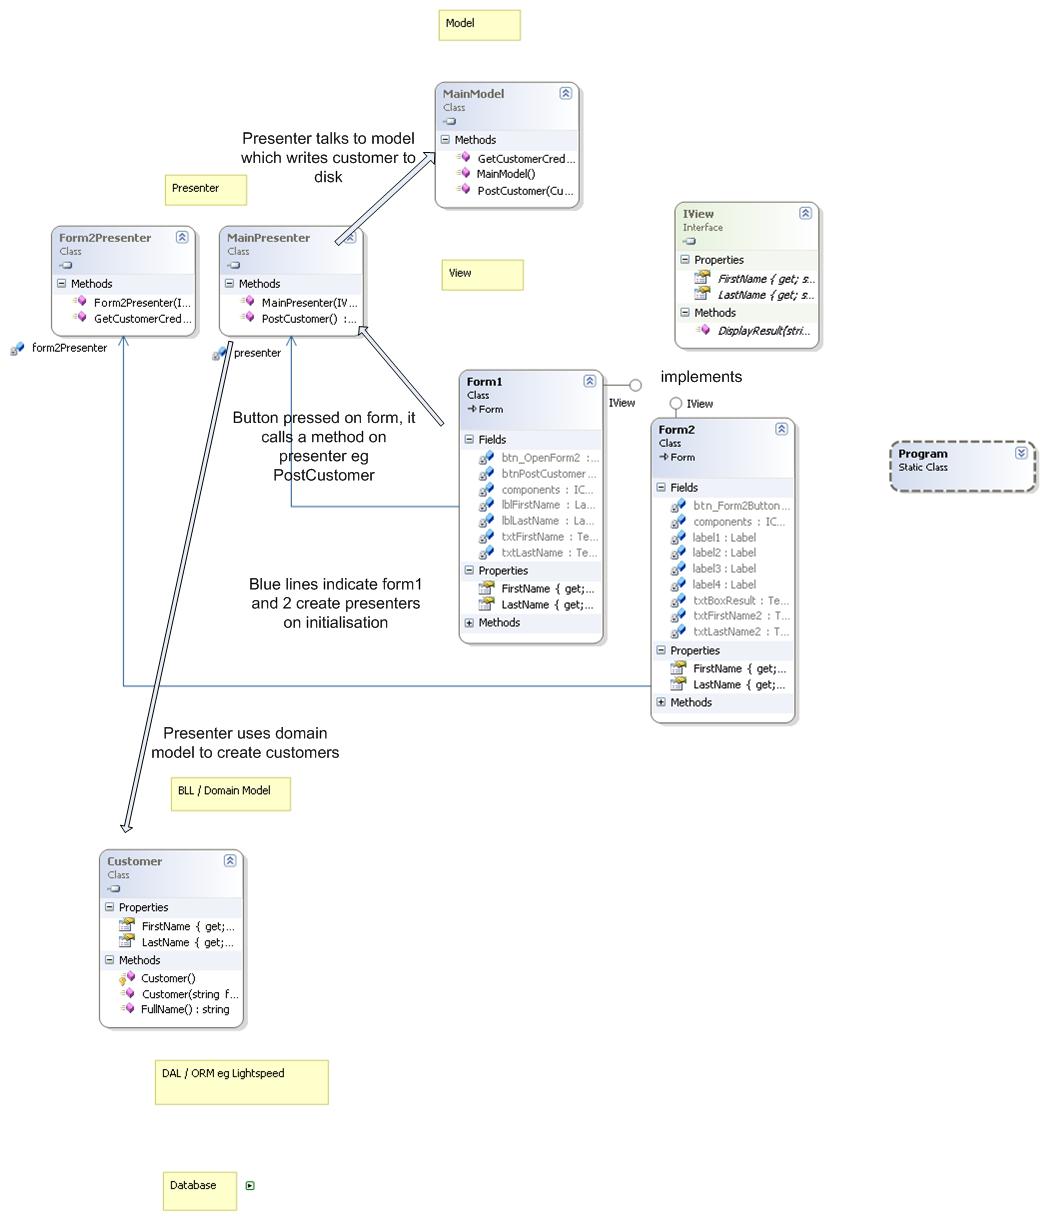 Model
MainModel
Class
Methods
GetCustomerCred...
MainModel()
PostCustomer(Cu...
Presenter talks to model
which writes customer to
disk
Presenter
Form2Presenter
Class
Methods
Form2Presenter(I...
GetCustomerCred...
form2Presenter
MainPresenter
Class
Methods
MainPresenter(IV...
PostCustomer() :...
presenter
View
IView
Interface
Properties
FirstName { get; s...
LastName { get; s...
Methods
DisplayResult(stri...
implements
IView
IView
Form1
Class
Form
Fields
btn_OpenForm2 :...
btnPostCustomer...
components : IC...
lblFirstName : La...
lblLastName : La...
txtFirstName : Te...
txtLastName : Te...
Properties
FirstName { get;...
LastName { get;...
Methods
Form2
Class
Form
Fields
btn_Form2Button...
components : IC...
label1 : Label
label2 : Label
label3 : Label
label4 : Label
txtBoxResult : Te...
txtFirstName2 : T...
txtLastName2 : T...
Properties
FirstName { get;...
LastName { get;...
Methods
Program
Static Class
Button pressed on form, it
calls a method on
presenter eg
PostCustomer
Blue lines indicate form1
and 2 create presenters
on initialisation
Presenter uses domain
model to create customers
BLL / Domain Model
Customer
Class
Properties
FirstName { get;...
LastName { get;...
Methods
Customer()
Customer(string f...
FullName() : string
DAL / ORM eg Lightspeed
Database